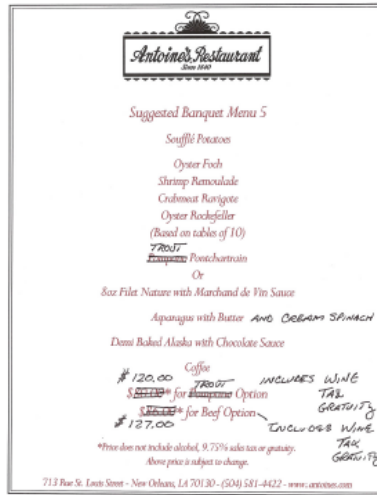 Antoine's Restaurant
Since 1840
Suggested Banquet Menu 5
Soufflé Potatoes
Oyster Foch
Shrimp Remoulade
Crabmeat Ravigote
Oyster Rockefeller
(Based on tables of 10)
TROUT
Pompano Pontchartrain
Or
8oz Filet Nature with Marchand de Vin Sauce
Asparagus with Butter AND CREAM SPINACH
Demi Baked Alaska with Chocolate Sauce
Coffee
$120.00 TROUT INCLUDES WINE
$80.00* for Pompano Option TAX
GRATUITY
$86.00* for Beef Option INCLUDES WINE
$127.00 TAX
GRATUITY
*Price does not include alcohol, 9.75% sales tax or gratuity.
Above price is subject to change.
713 Rue St. Louis Street - New Orleans, LA 70130 - (504) 581-4422 - www.antoines.com